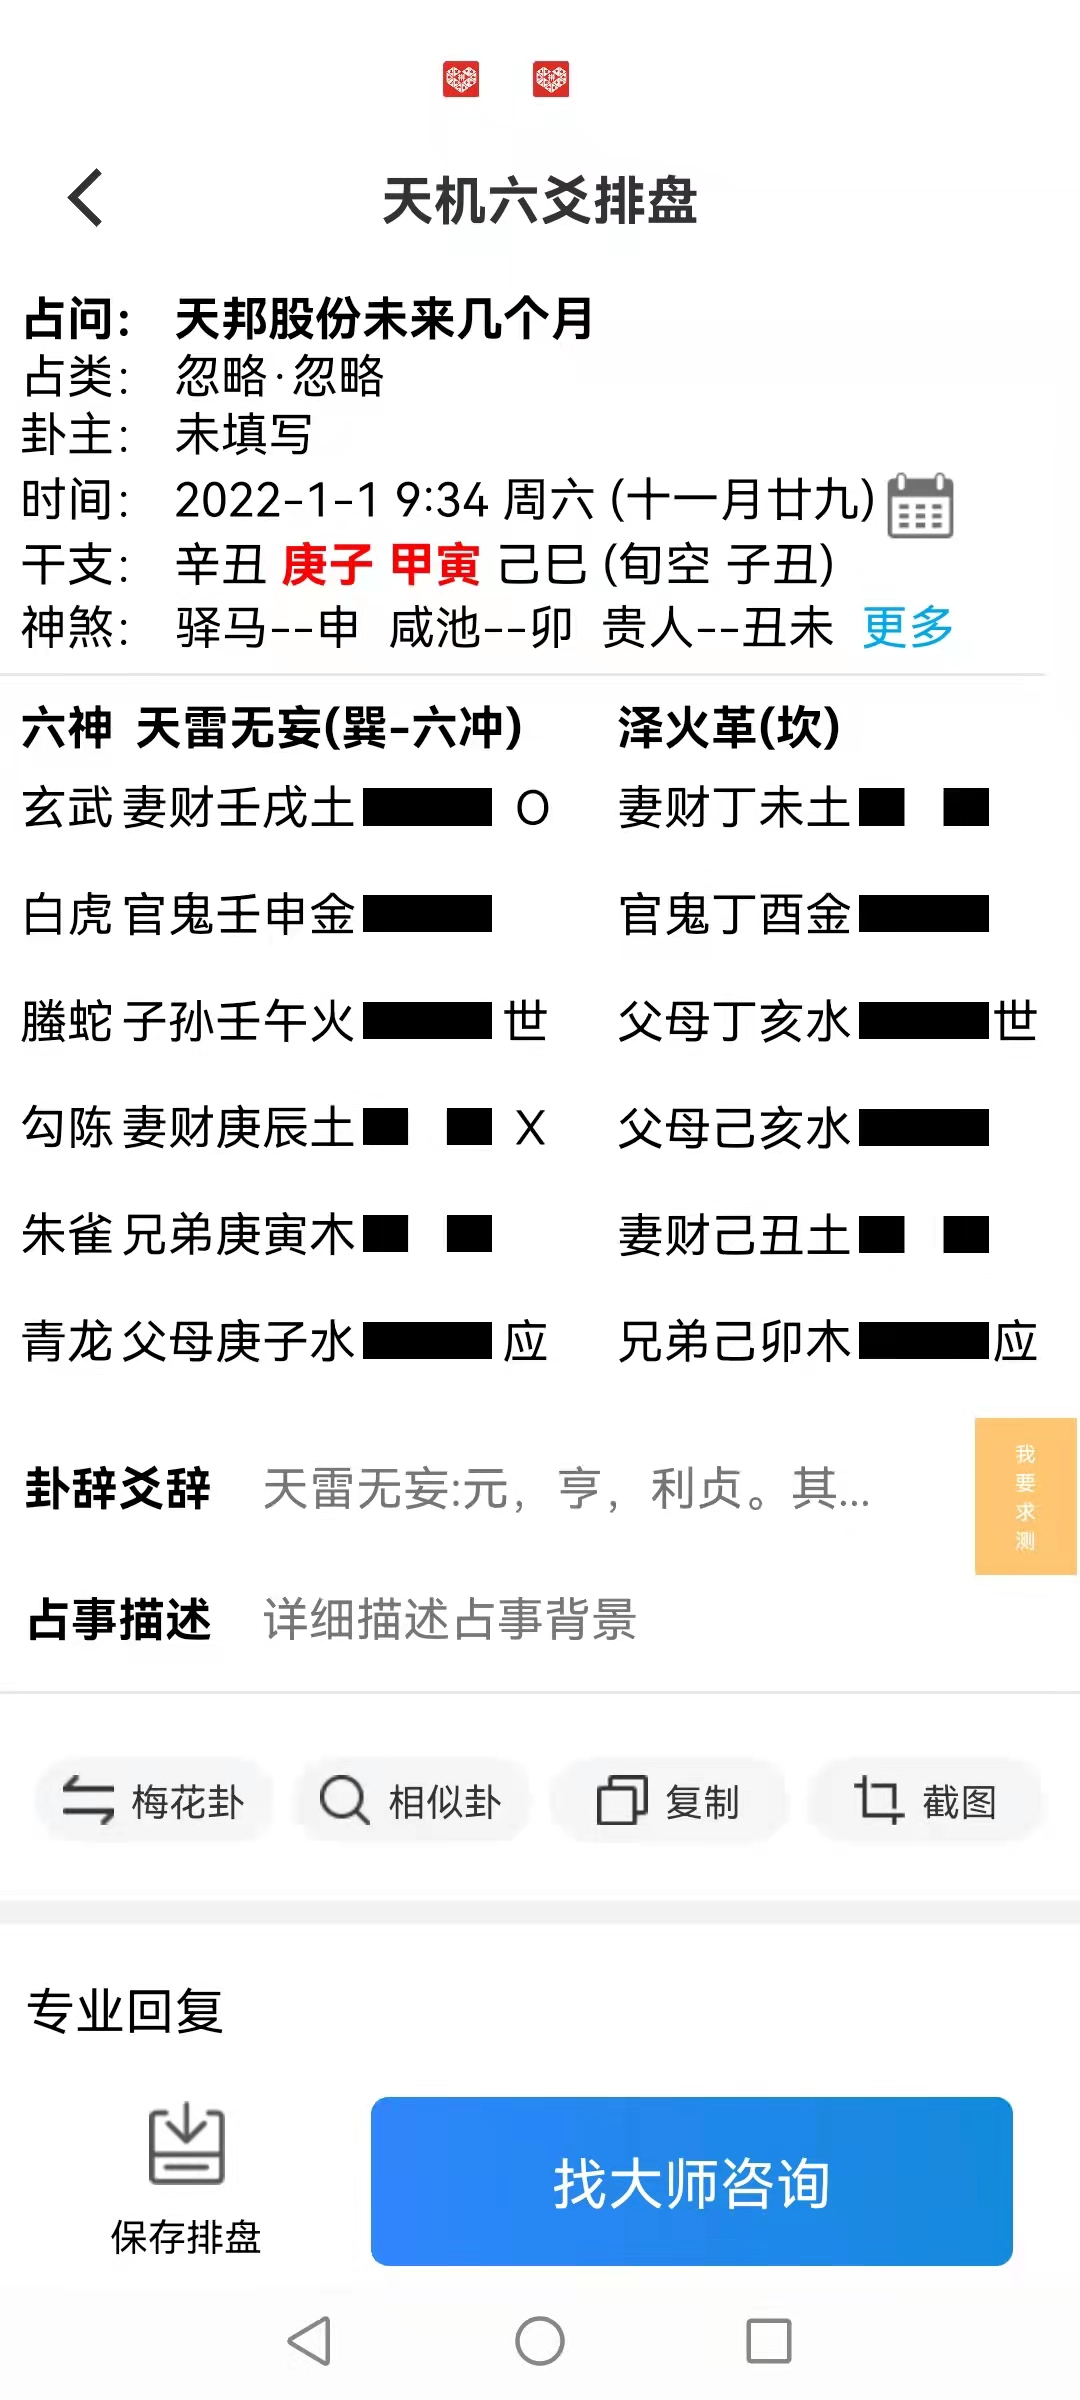 天机六爻排盘
占问： 天邦股份未来几个月
占类： 忽略·忽略
卦主： 未填写
时间： 2022-1-1 9:34 周六 (十一月廿九)
干支： 辛丑 庚子 甲寅 己巳 (旬空 子丑)
神煞： 驿马--申 咸池--卯 贵人--丑未 更多
六神 天雷无妄(巽-六冲) 泽火革(坎)
玄武 妻财壬戌土 O 妻财丁未土
白虎 官鬼壬申金 官鬼丁酉金
螣蛇 子孙壬午火 世 父母丁亥水 世
勾陈 妻财庚辰土 X 父母己亥水
朱雀 兄弟庚寅木 妻财己丑土
青龙 父母庚子水 应 兄弟己卯木 应
卦辞爻辞 天雷无妄:元，亨，利贞。其...
我要求测
占事描述 详细描述占事背景
梅花卦 相似卦 复制 截图
专业回复
保存排盘 找大师咨询